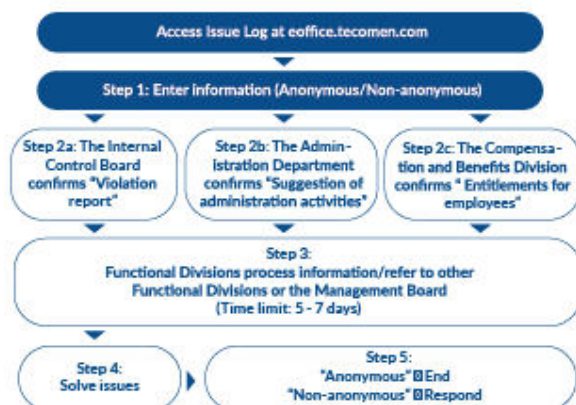 Access Issue Log at eoffice.tecomen.com
Step 1: Enter information (Anonymous/Non-anonymous)
Step 2a: The Internal
Control Board
confirms "Violation
report"
Step 2b: The Admin-
istration Department
confirms "Suggestion of
administration activities"
Step 2c: The Compensa-
tion and Benefits Division
confirms " Entitlements for
employees"
Step 3:
Functional Divisions process information/refer to other
Functional Divisions or the Management Board
(Time limit: 5 - 7 days)
Step 4:
Solve issues
Step 5:
"Anonymous" End
"Non-anonymous" Respond